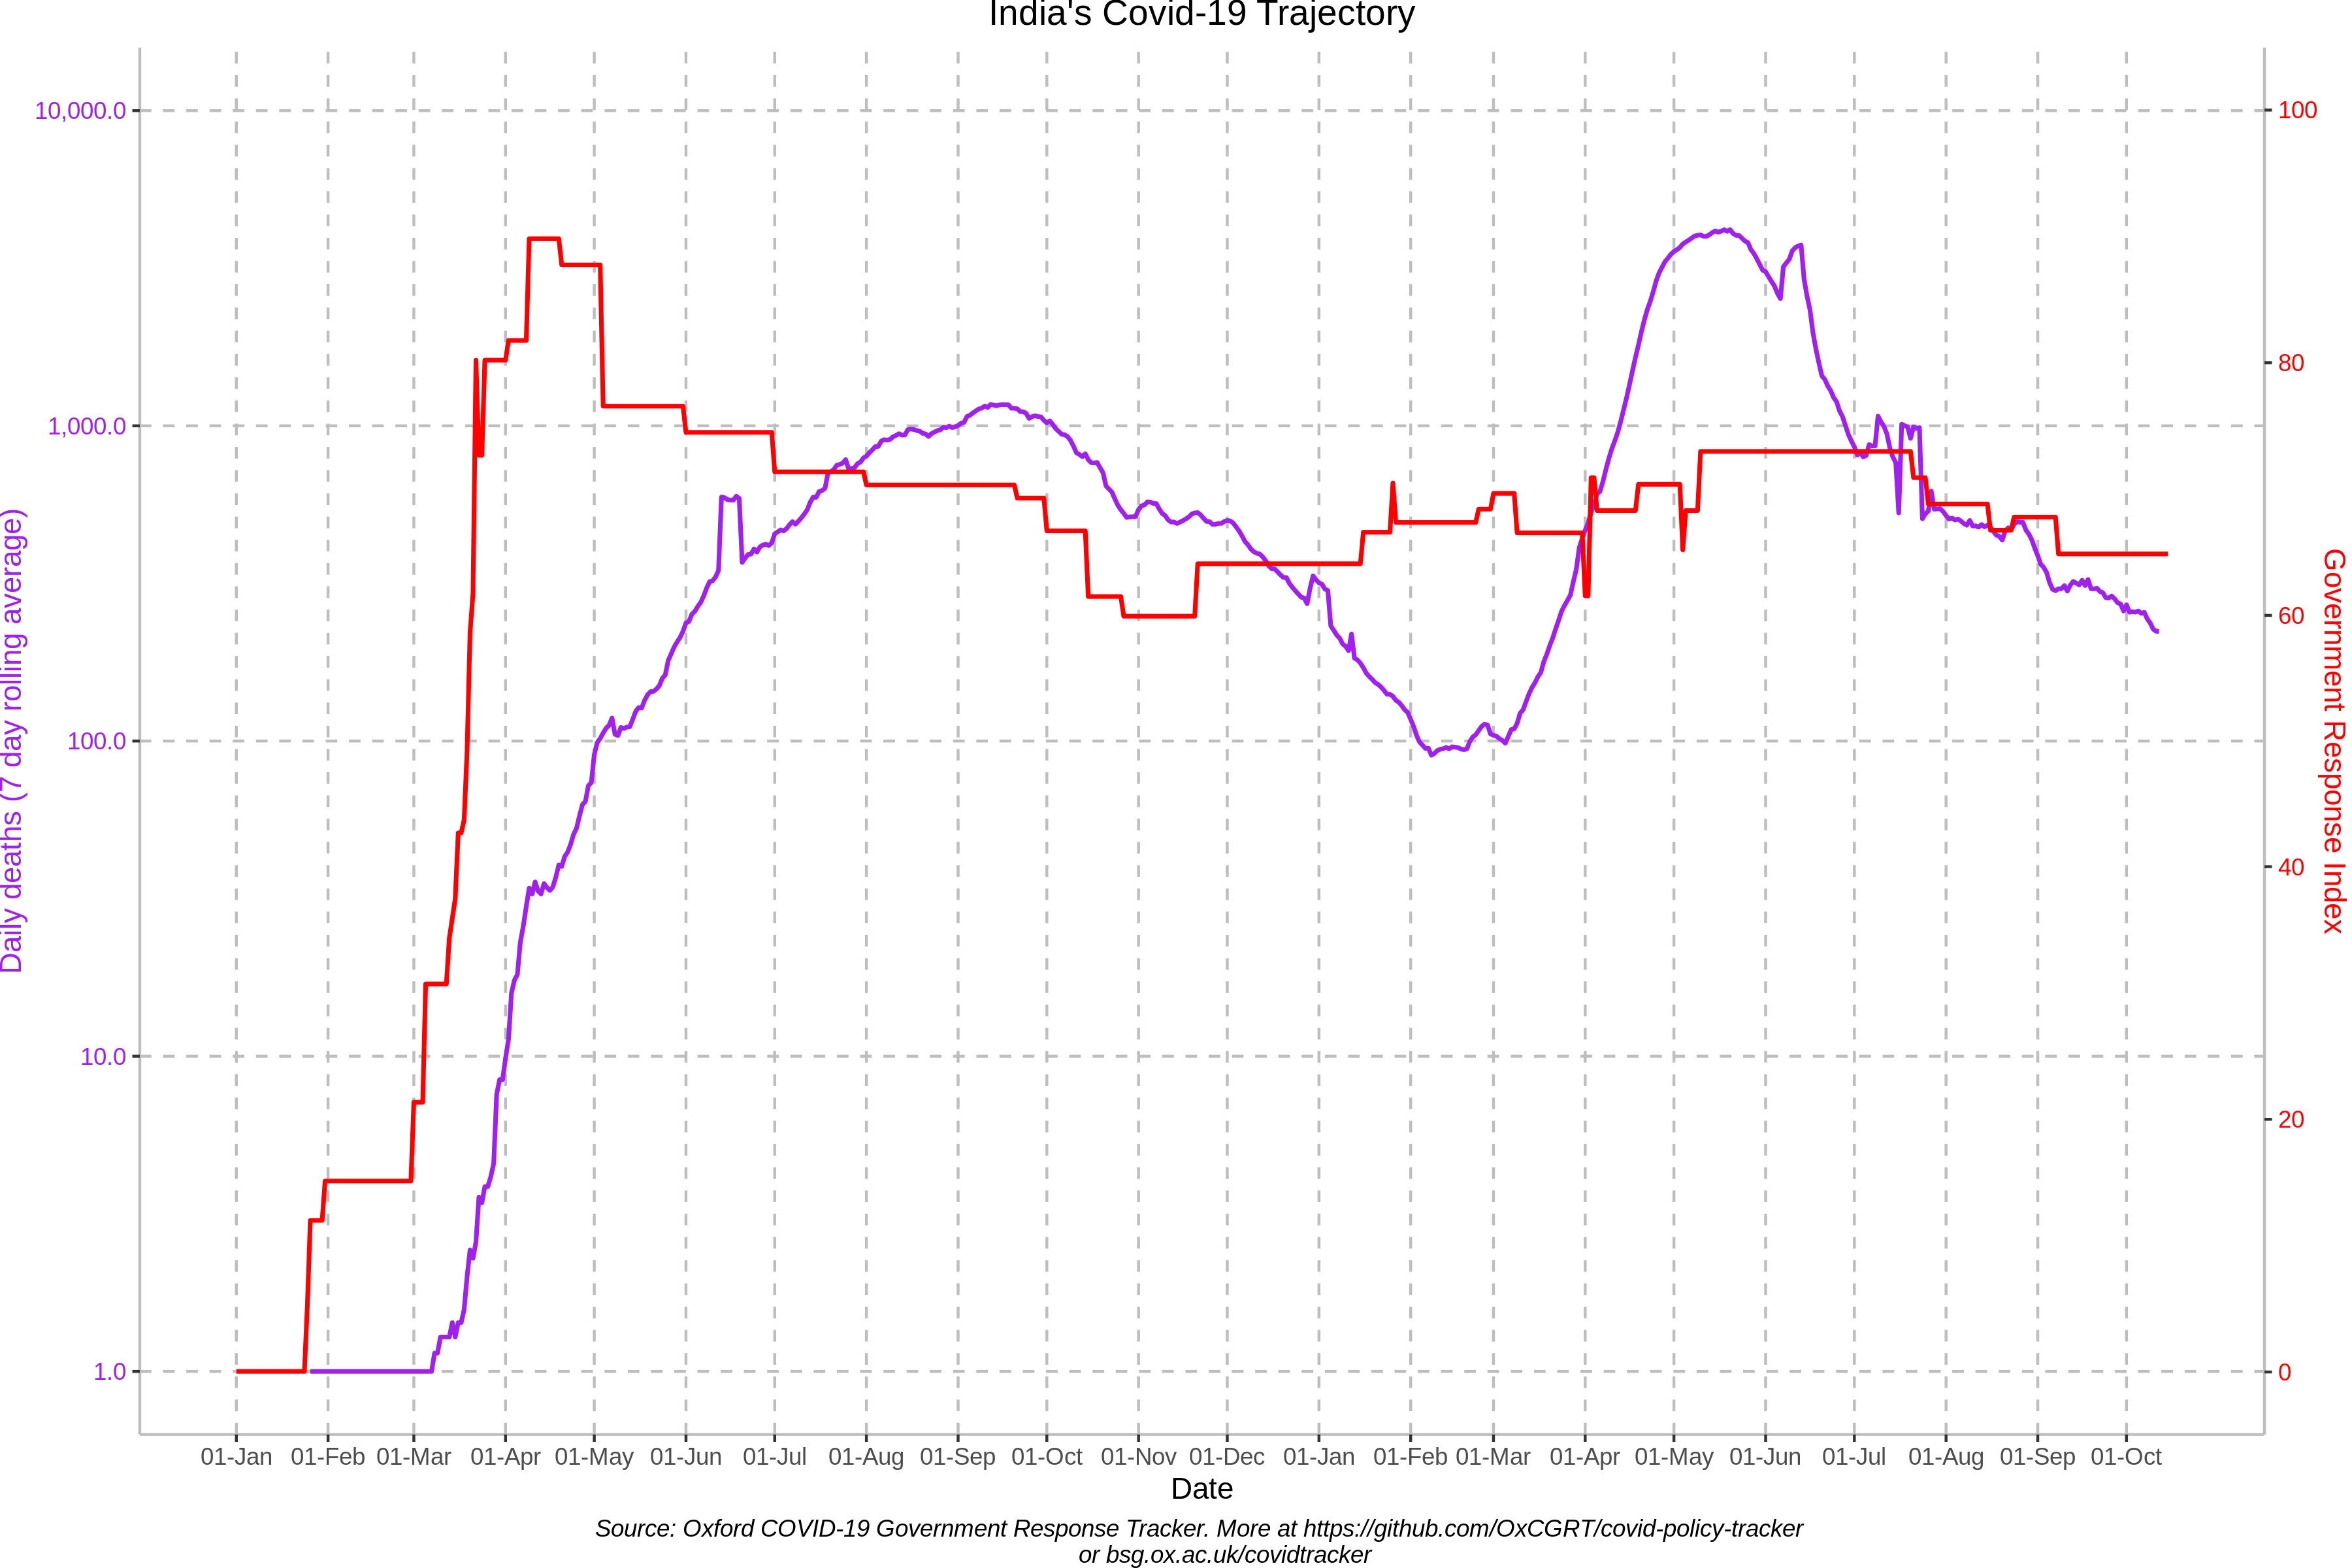 India's Covid-19 Trajectory
10,000.0
1,000.0
100.0
10.0
1.0
Daily deaths (7 day rolling average)
100
80
60
40
20
0
Government Response Index
01-Jan 01-Feb 01-Mar 01-Apr 01-May 01-Jun 01-Jul 01-Aug 01-Sep 01-Oct 01-Nov 01-Dec 01-Jan 01-Feb 01-Mar 01-Apr 01-May 01-Jun 01-Jul 01-Aug 01-Sep 01-Oct
Date
Source: Oxford COVID-19 Government Response Tracker. More at https://github.com/OxCGRT/covid-policy-tracker
or bsg.ox.ac.uk/covidtracker